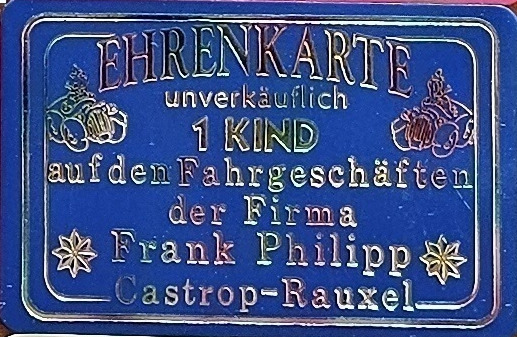 EHRENKARTE
unverkäuflich
1 KIND
auf den Fahrgeschäften
der Firma
Frank Philipp
Castrop-Rauxel